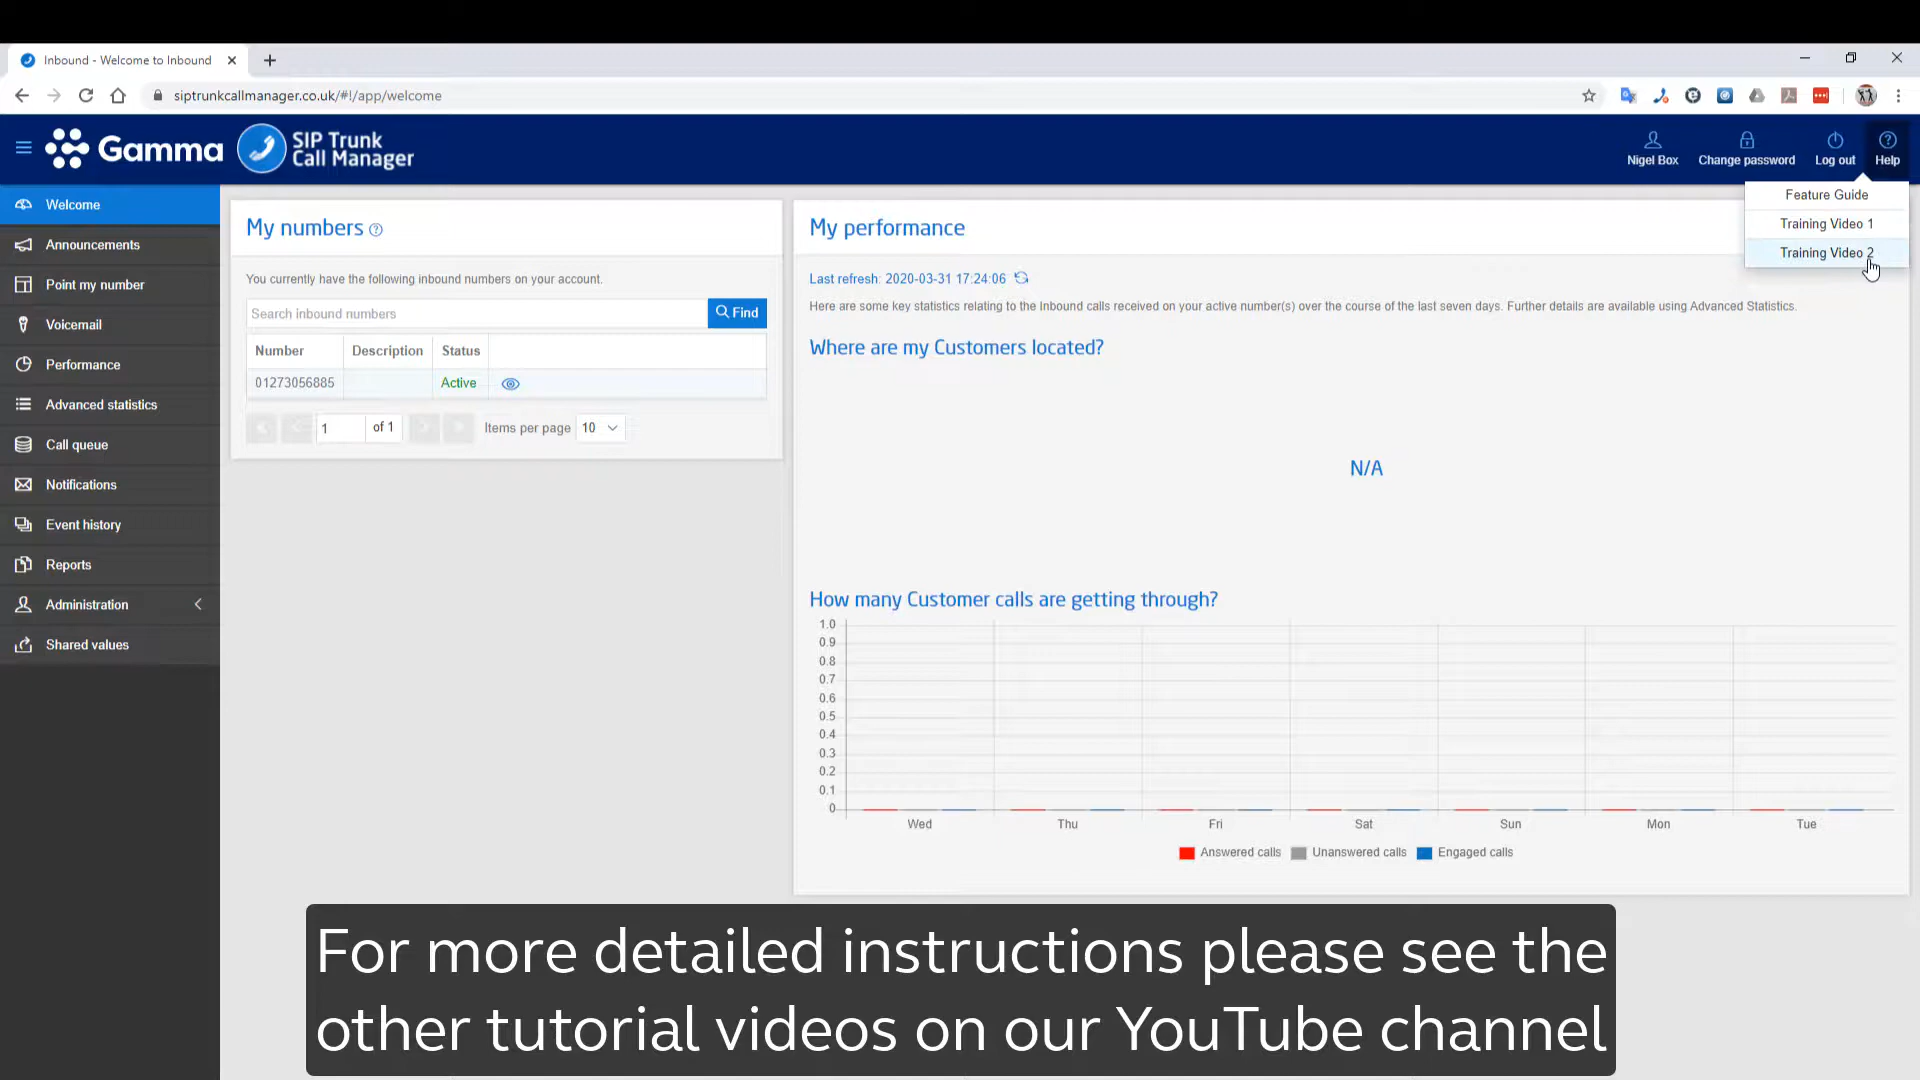 Inbound - Welcome to Inbound
siptrunkcallmanager.co.uk/#!/app/welcome
Gamma
SIP Trunk
Call Manager
Nigel Box
Change password
Log out
Help
Feature Guide
Training Video 1
Training Video 2
Welcome
Announcements
Point my number
Voicemail
Performance
Advanced statistics
Call queue
Notifications
Event history
Reports
Administration
Shared values
My numbers
You currently have the following inbound numbers on your account.
Search inbound numbers
Find
Number Description Status
01273056885 Active
1 of 1 Items per page 10
My performance
Last refresh: 2020-03-31 17:24:06
Here are some key statistics relating to the Inbound calls received on your active number(s) over the course of the last seven days. Further details are available using Advanced Statistics.
Where are my Customers located?
N/A
How many Customer calls are getting through?
1.0
0.9
0.8
0.7
0.6
0.5
0.4
0.3
0.2
0.1
0
Wed Thu Fri Sat Sun Mon Tue
Answered calls Unanswered calls Engaged calls
For more detailed instructions please see the
other tutorial videos on our YouTube channel